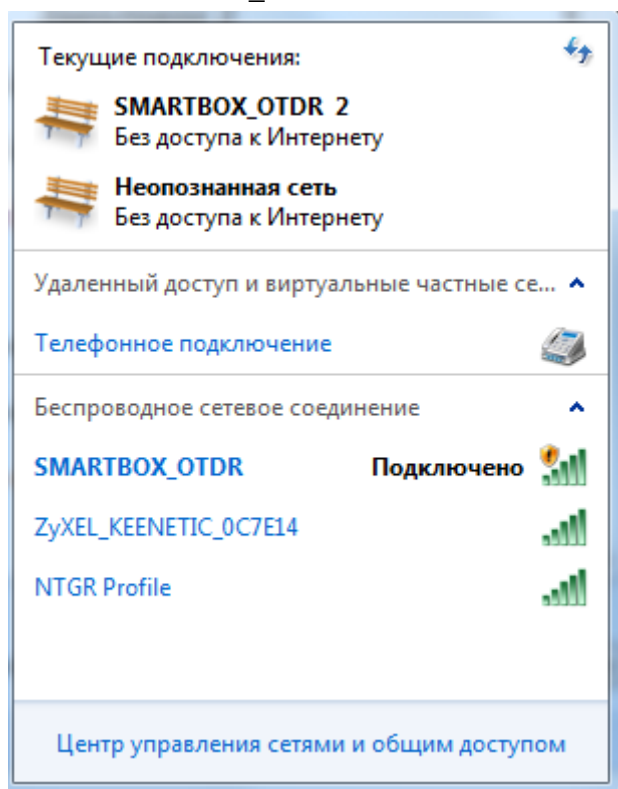 Текущие подключения:
SMARTBOX_OTDR 2
Без доступа к Интернету
Неопознанная сеть
Без доступа к Интернету
Удаленный доступ и виртуальные частные се...
Телефонное подключение
Беспроводное сетевое соединение
SMARTBOX_OTDR Подключено
ZyXEL_KEENETIC_0C7E14
NTGR Profile
Центр управления сетями и общим доступом